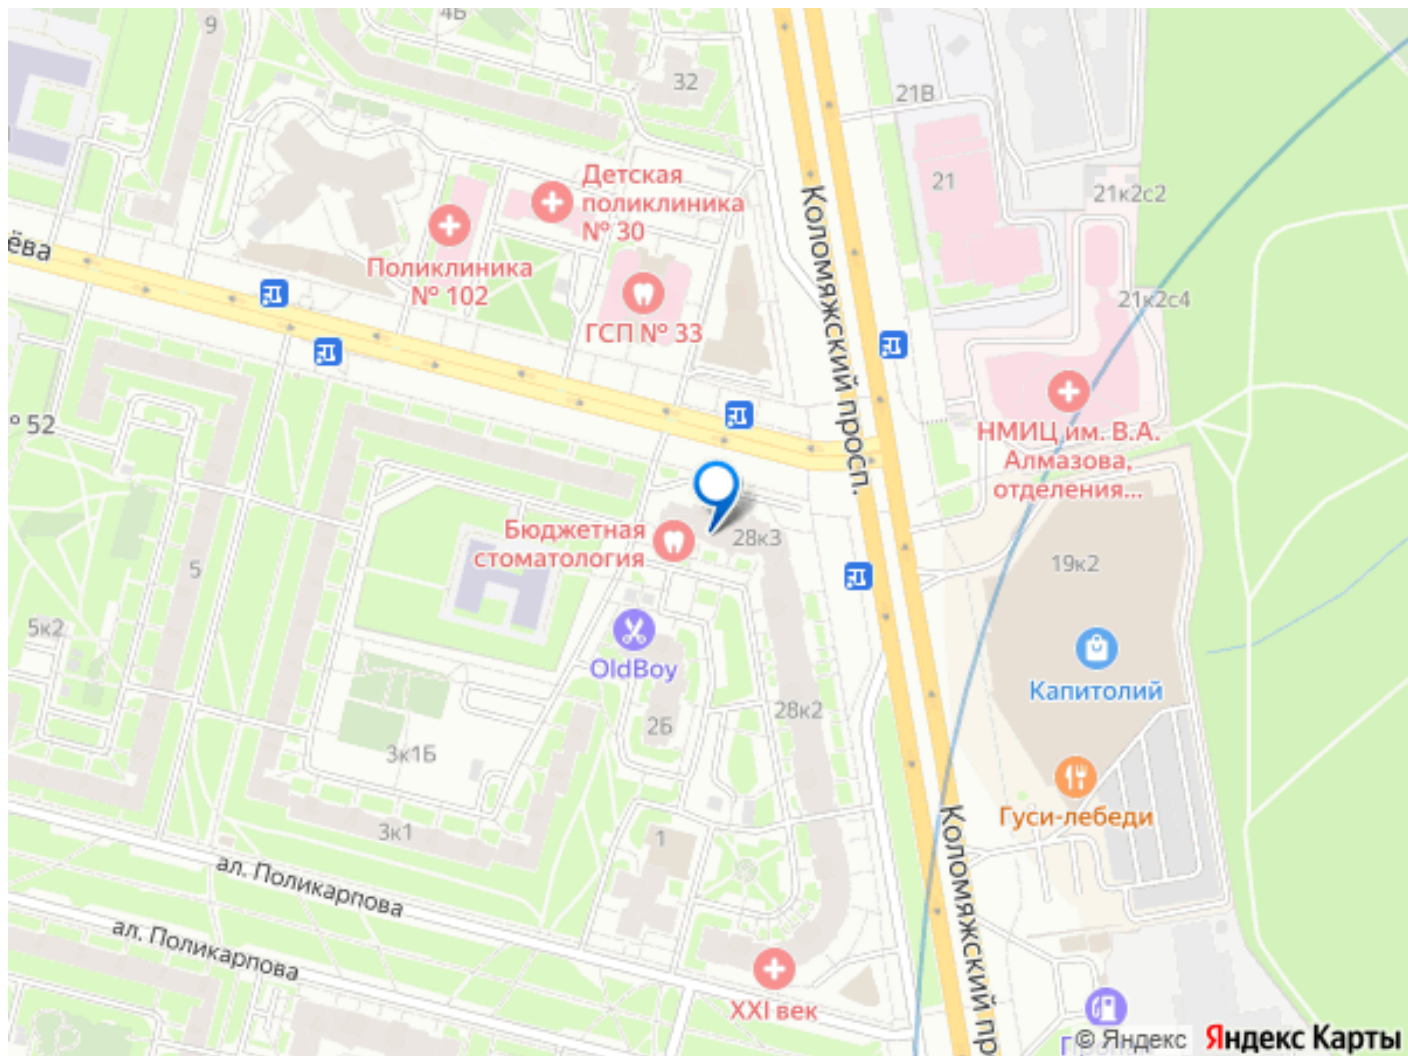 9
4Б
32
21В
Детская
поликлиника
№ 30
21
21к2с2
Коломяжский просп.
ёва
Поликлиника
№ 102
21к2с4
ГСП № 33
° 52
НМИЦ им. В.А.
Алмазова,
отделения...
Бюджетная
стоматология
28к3
19к2
5
5к2
OldBoy
Капитолий
2Б
28к2
3к1Б
Гуси-лебеди
3к1
1
ал. Поликарпова
Коломяжский пр
ал. Поликарпова
XXI век
© Яндекс
Яндекс Карты